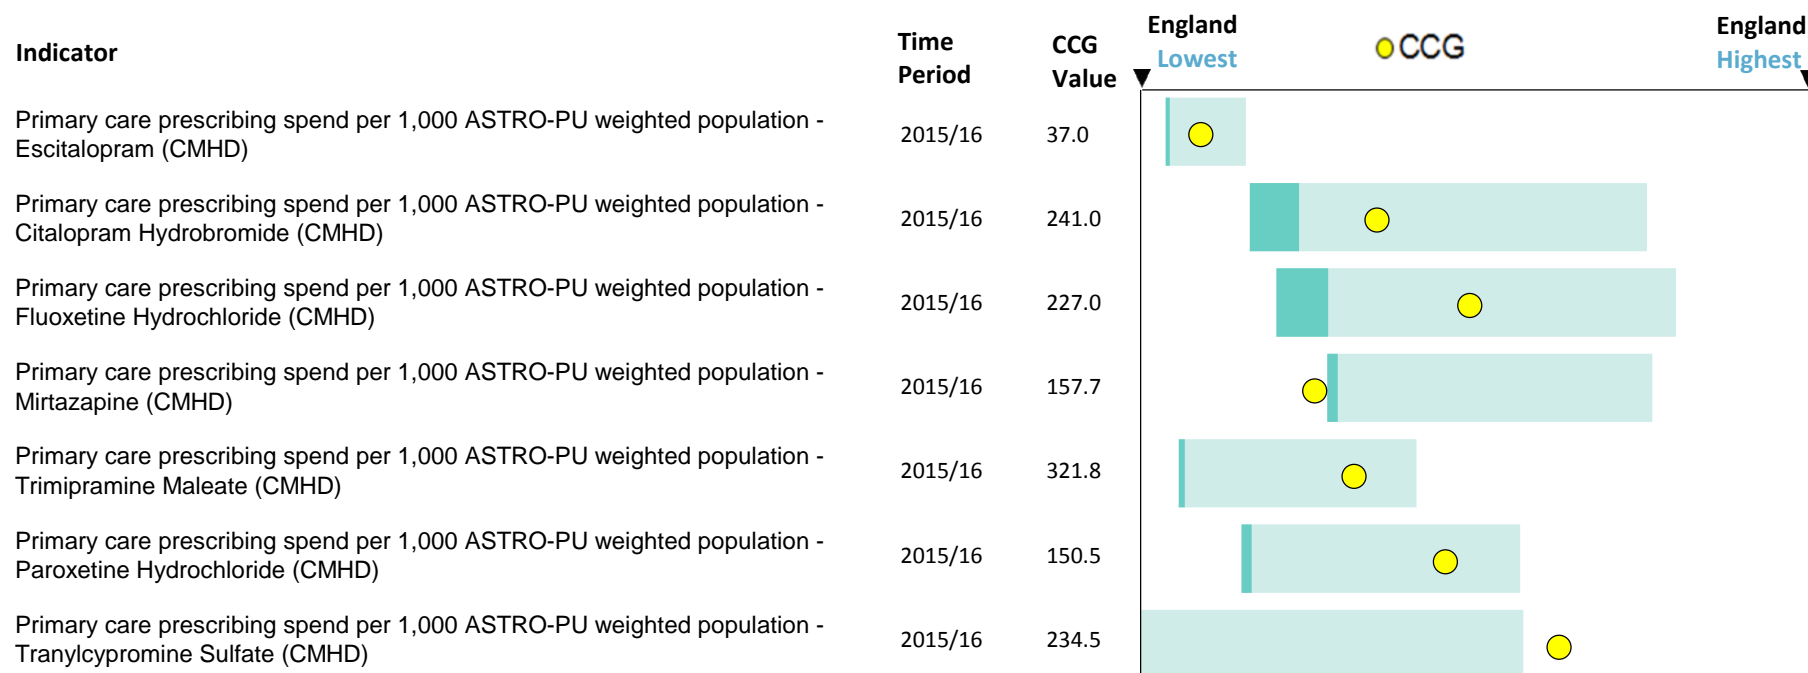 Indicator
Time
Period
CCG
Value
England
Lowest
CCG
England
Highest
Primary care prescribing spend per 1,000 ASTRO-PU weighted population -
Escitalopram (CMHD)
2015/16
37.0
Primary care prescribing spend per 1,000 ASTRO-PU weighted population -
Citalopram Hydrobromide (CMHD)
2015/16
241.0
Primary care prescribing spend per 1,000 ASTRO-PU weighted population -
Fluoxetine Hydrochloride (CMHD)
2015/16
227.0
Primary care prescribing spend per 1,000 ASTRO-PU weighted population -
Mirtazapine (CMHD)
2015/16
157.7
Primary care prescribing spend per 1,000 ASTRO-PU weighted population -
Trimipramine Maleate (CMHD)
2015/16
321.8
Primary care prescribing spend per 1,000 ASTRO-PU weighted population -
Paroxetine Hydrochloride (CMHD)
2015/16
150.5
Primary care prescribing spend per 1,000 ASTRO-PU weighted population -
Tranylcypromine Sulfate (CMHD)
2015/16
234.5